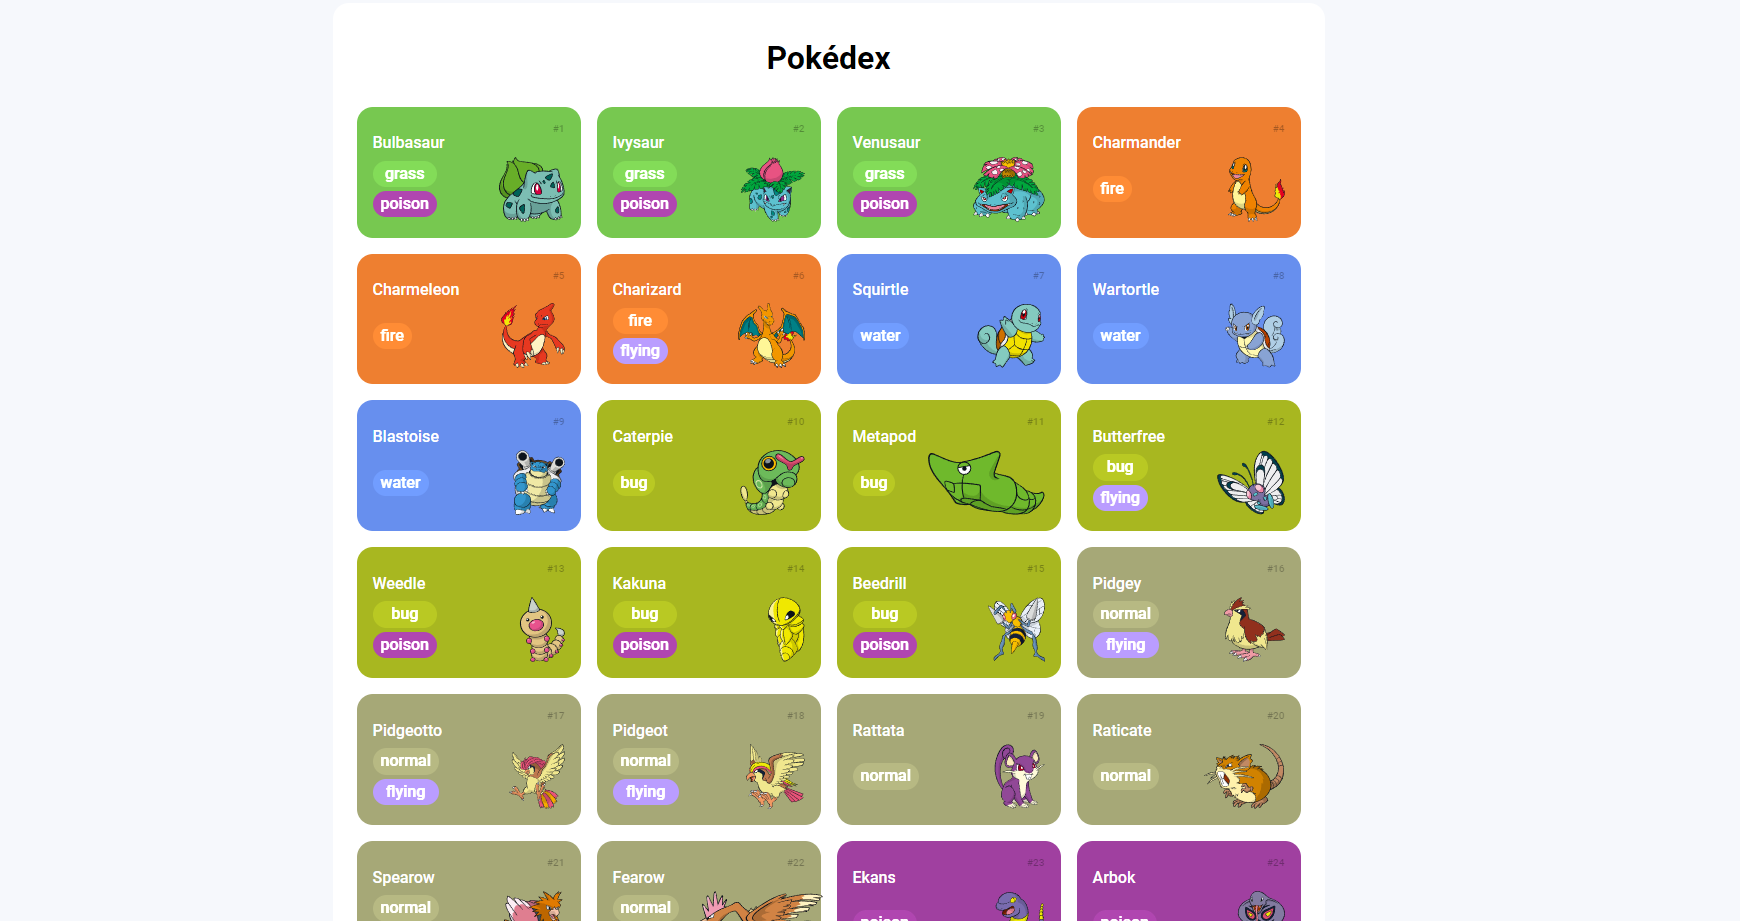 Pokédex
#1
Bulbasaur
grass
poison
#2
Ivysaur
grass
poison
#3
Venusaur
grass
poison
#4
Charmander
fire
#5
Charmeleon
fire
#6
Charizard
fire
flying
#7
Squirtle
water
#8
Wartortle
water
#9
Blastoise
water
#10
Caterpie
bug
#11
Metapod
bug
#12
Butterfree
bug
flying
#13
Weedle
bug
poison
#14
Kakuna
bug
poison
#15
Beedrill
bug
poison
#16
Pidgey
normal
flying
#17
Pidgeotto
normal
flying
#18
Pidgeot
normal
flying
#19
Rattata
normal
#20
Raticate
normal
#21
Spearow
normal
#22
Fearow
normal
#23
Ekans
poison
#24
Arbok
poison